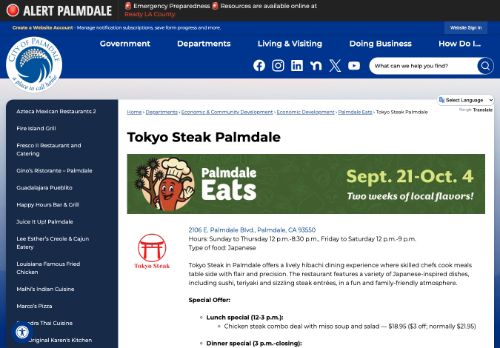 ALERT PALMDALE
Emergency Preparedness Resources are available online at
Ready LA County.
Create a Website Account - Manage notification subscriptions, save form progress and more.
Website Sign In
CITY OF PALMDALE
a place to call home
Government
Departments
Living & Visiting
Doing Business
How Do I...
What can we help you find?
Select Language
Google Translate
Azteca Mexican Restaurants 2
Fire Island Grill
Fresco II Restaurant and
Catering
Gino's Ristorante – Palmdale
Guadalajara Pueblito
Happy Hours Bar & Grill
Juice It Up! Palmdale
Lee Esther's Creole & Cajun
Eatery
Louisiana Famous Fried
Chicken
Malhi's Indian Cuisine
Marco's Pizza
Thai Cuisine
Original Karen's Kitchen
Home › Departments › Economic & Community Development › Economic Development › Palmdale Eats › Tokyo Steak Palmdale
Tokyo Steak Palmdale
Palmdale
Eats
Sept. 21-Oct. 4
Two weeks of local flavors!
Tokyo Steak
2106 E. Palmdale Blvd., Palmdale, CA 93550
Hours: Sunday to Thursday 12 p.m.-8:30 p.m., Friday to Saturday 12 p.m.-9 p.m.
Type of food: Japanese
Tokyo Steak in Palmdale offers a lively hibachi dining experience where skilled chefs cook meals
table side with flair and precision. The restaurant features a variety of Japanese-inspired dishes,
including sushi, teriyaki and sizzling steak entrées, in a fun and family-friendly atmosphere.
Special Offer:
Lunch special (12-3 p.m.):
Chicken steak combo deal with miso soup and salad — $18.95 ($3 off; normally $21.95)
Dinner special (3 p.m.-closing):